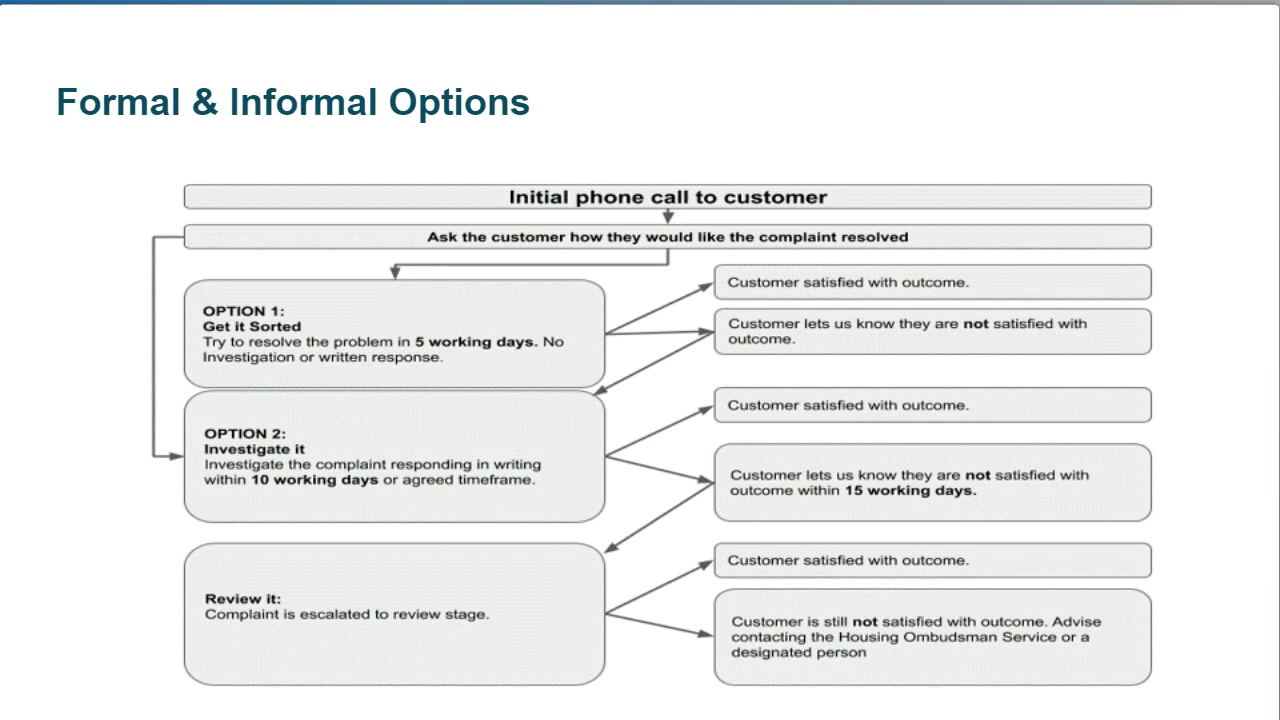 Formal & Informal Options
Initial phone call to customer
Ask the customer how they would like the complaint resolved
OPTION 1:
Get it Sorted
Try to resolve the problem in 5 working days. No
Investigation or written response.
Customer satisfied with outcome.
Customer lets us know they are not satisfied with
outcome.
OPTION 2:
Investigate it
Investigate the complaint responding in writing
within 10 working days or agreed timeframe.
Customer satisfied with outcome.
Customer lets us know they are not satisfied with
outcome within 15 working days.
Review it:
Complaint is escalated to review stage.
Customer satisfied with outcome.
Customer is still not satisfied with outcome. Advise
contacting the Housing Ombudsman Service or a
designated person